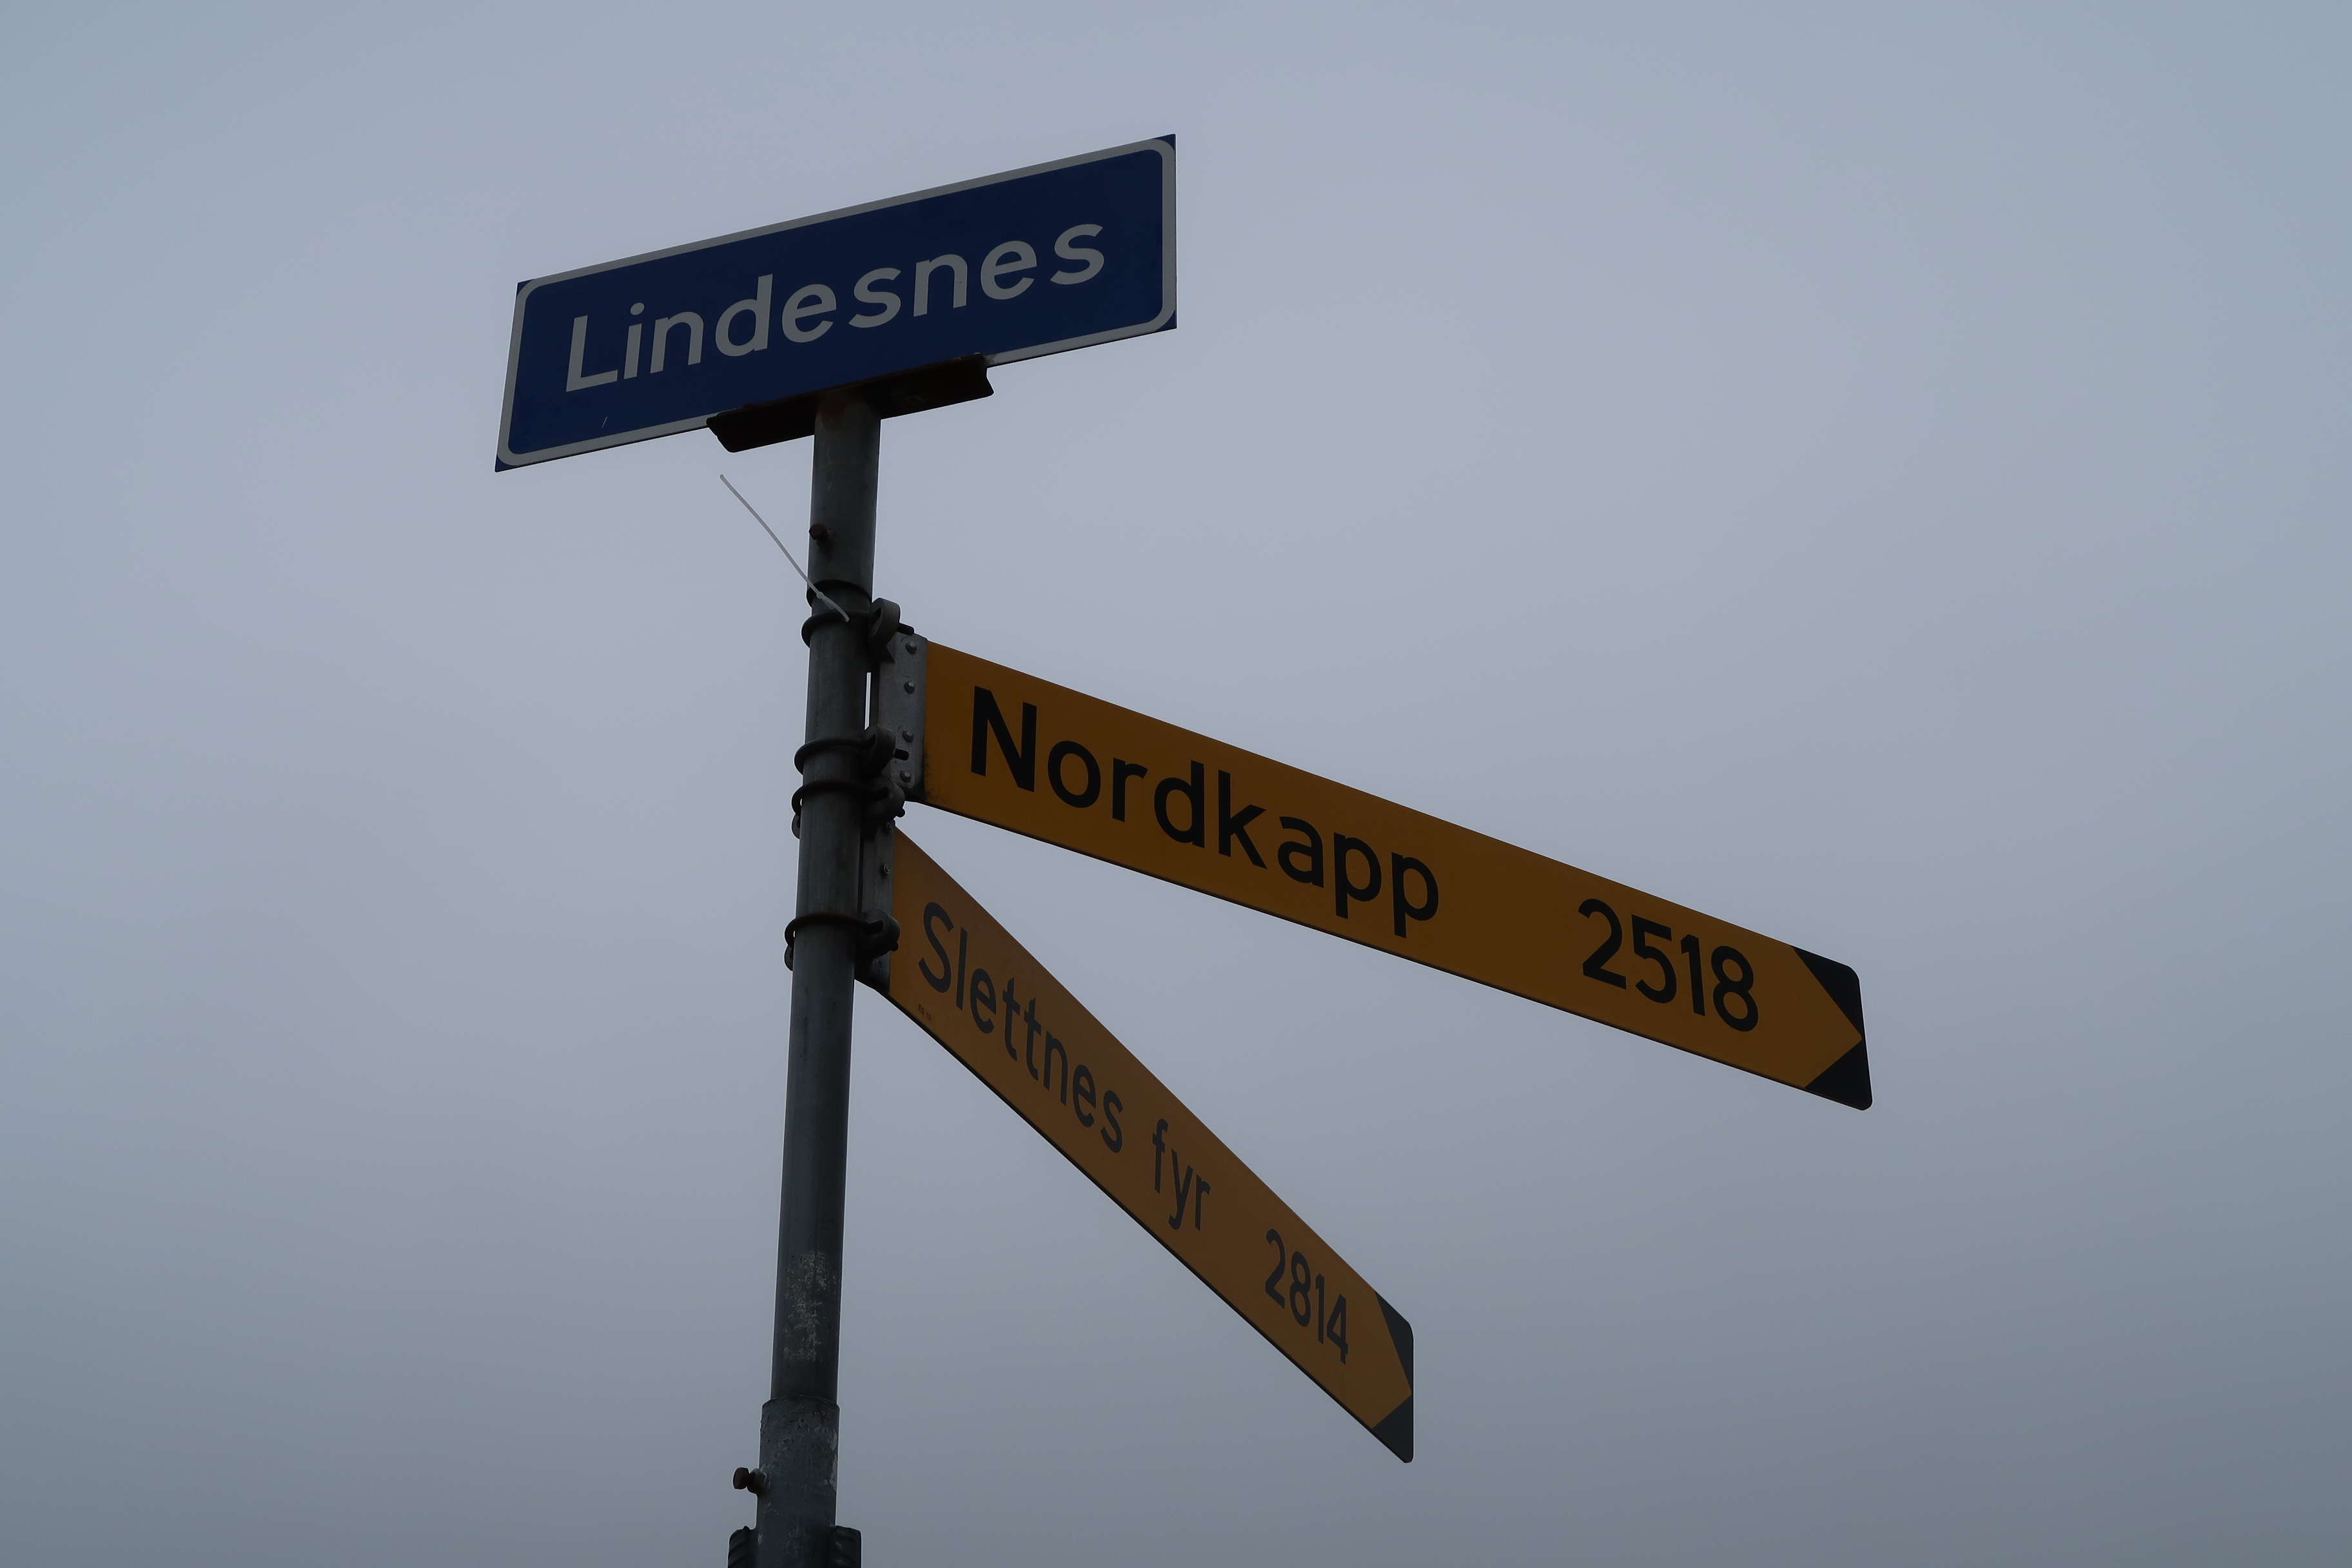 Lindesnes
Nordkapp 2518
Slettnes fyr 2814